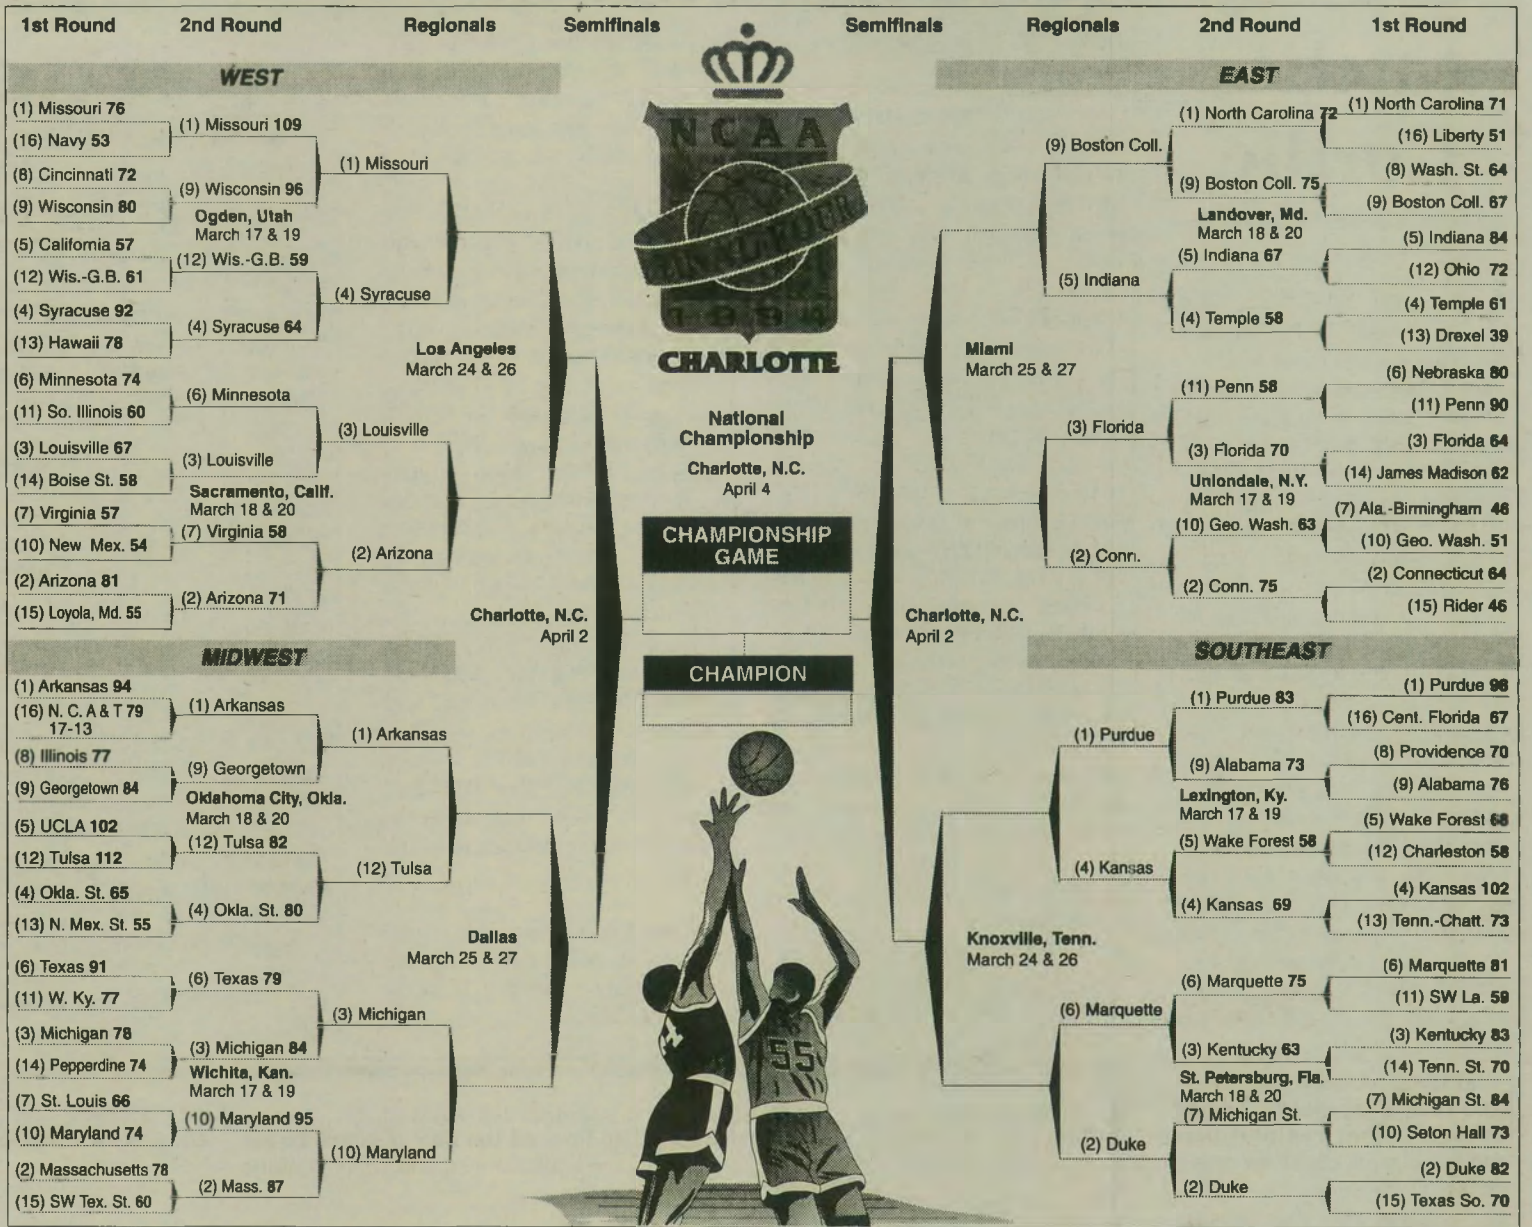 1st Round
2nd Round
Regionals
Semifinals
Semifinals
Regionals
2nd Round
1st Round
WEST
(1) Missouri 76
(16) Navy 53
(8) Cincinnati 72
(9) Wisconsin 80
(5) California 57
(12) Wis.-G.B. 61
(4) Syracuse 92
(13) Hawaii 78
(6) Minnesota 74
(11) So. Illinois 60
(3) Louisville 67
(14) Boise St. 58
(7) Virginia 57
(10) New Mex. 54
(2) Arizona 81
(15) Loyola, Md. 55
(1) Missouri 109
(9) Wisconsin 96
Ogden, Utah
March 17 & 19
(12) Wis.-G.B. 59
(4) Syracuse 64
(6) Minnesota
(3) Louisville
Sacramento, Calif.
March 18 & 20
(7) Virginia 58
(2) Arizona 71
(1) Missouri
(4) Syracuse
Los Angeles
March 24 & 26
(3) Louisville
(2) Arizona
Charlotte, N.C.
April 2
MIDWEST
(1) Arkansas 94
(16) N. C. A & T 79
17-13
(8) Illinois 77
(9) Georgetown 84
(5) UCLA 102
(12) Tulsa 112
(4) Okla. St. 65
(13) N. Mex. St. 55
(6) Texas 91
(11) W. Ky. 77
(3) Michigan 78
(14) Pepperdine 74
(7) St. Louis 66
(10) Maryland 74
(2) Massachusetts 78
(15) SW Tex. St. 60
(1) Arkansas
(9) Georgetown
Oklahoma City, Okla.
March 18 & 20
(12) Tulsa 82
(4) Okla. St. 80
(6) Texas 79
(3) Michigan 84
Wichita, Kan.
March 17 & 19
(10) Maryland 95
(2) Mass. 87
(1) Arkansas
(12) Tulsa
Dallas
March 25 & 27
(3) Michigan
(10) Maryland
NCAA
FINAL FOUR
1994
CHARLOTTE
National
Championship
Charlotte, N.C.
April 4
CHAMPIONSHIP
GAME
CHAMPION
4
55
EAST
(1) North Carolina 71
(16) Liberty 51
(8) Wash. St. 64
(9) Boston Coll. 67
(5) Indiana 84
(12) Ohio 72
(4) Temple 61
(13) Drexel 39
(6) Nebraska 80
(11) Penn 90
(3) Florida 64
(14) James Madison 62
(7) Ala.-Birmingham 46
(10) Geo. Wash. 51
(2) Connecticut 64
(15) Rider 46
(1) North Carolina 72
(9) Boston Coll. 75
Landover, Md.
March 18 & 20
(5) Indiana 67
(4) Temple 58
(11) Penn 58
(3) Florida 70
Uniondale, N.Y.
March 17 & 19
(10) Geo. Wash. 63
(2) Conn. 75
(9) Boston Coll.
(5) Indiana
Miami
March 25 & 27
(3) Florida
(2) Conn.
Charlotte, N.C.
April 2
SOUTHEAST
(1) Purdue 98
(16) Cent. Florida 67
(8) Providence 70
(9) Alabama 76
(5) Wake Forest 68
(12) Charleston 58
(4) Kansas 102
(13) Tenn.-Chatt. 73
(6) Marquette 81
(11) SW La. 59
(3) Kentucky 83
(14) Tenn. St. 70
(7) Michigan St. 84
(10) Seton Hall 73
(2) Duke 82
(15) Texas So. 70
(1) Purdue 83
(9) Alabama 73
Lexington, Ky.
March 17 & 19
(5) Wake Forest 58
(4) Kansas 69
(6) Marquette 75
(3) Kentucky 63
St. Petersburg, Fla.
March 18 & 20
(7) Michigan St.
(2) Duke
(1) Purdue
(4) Kansas
Knoxville, Tenn.
March 24 & 26
(6) Marquette
(2) Duke